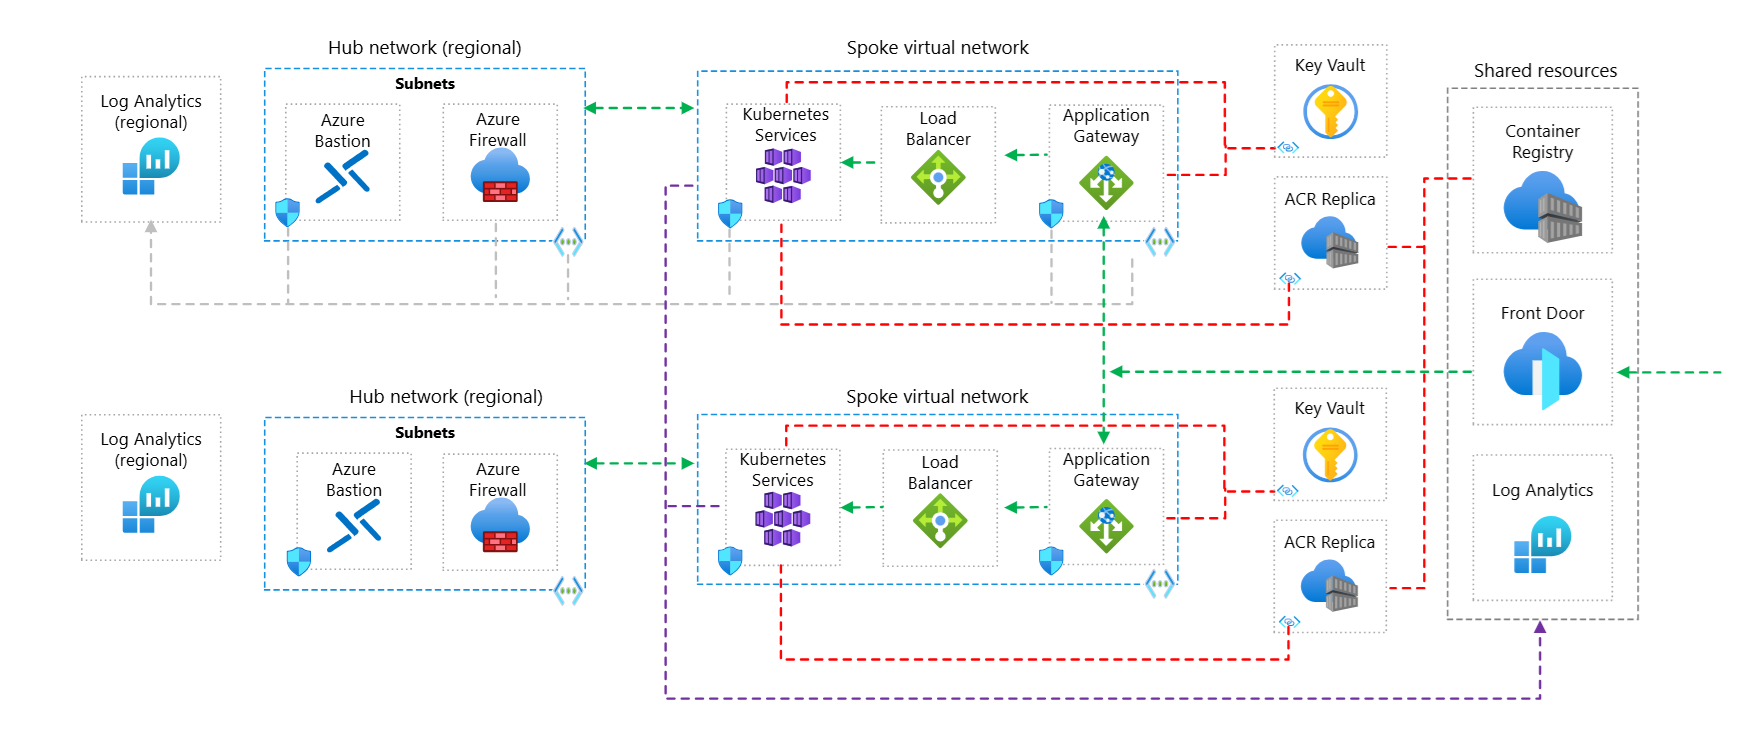 Hub network (regional)
Spoke virtual network
Shared resources
Log Analytics
(regional)
Subnets
Azure
Bastion
Azure
Firewall
Kubernetes
Services
Load
Balancer
Application
Gateway
Key Vault
ACR Replica
Container
Registry
Front Door
Log Analytics
Hub network (regional)
Spoke virtual network
Log Analytics
(regional)
Subnets
Azure
Bastion
Azure
Firewall
Kubernetes
Services
Load
Balancer
Application
Gateway
Key Vault
ACR Replica